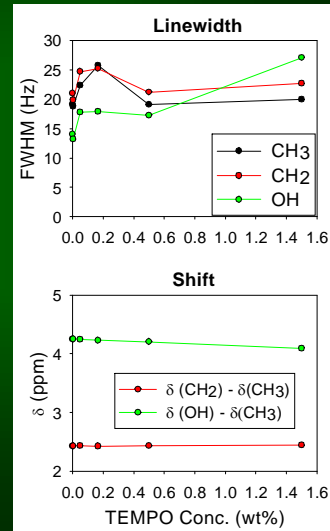 Linewidth
FWHM (Hz)
30
25
20
15
10
5
0
CH3
CH2
OH
0.0 0.2 0.4 0.6 0.8 1.0 1.2 1.4 1.6
Shift
δ (ppm)
5
4
3
2
δ (CH2) - δ(CH3)
δ (OH) - δ(CH3)
0.0 0.2 0.4 0.6 0.8 1.0 1.2 1.4 1.6
TEMPO Conc. (wt%)